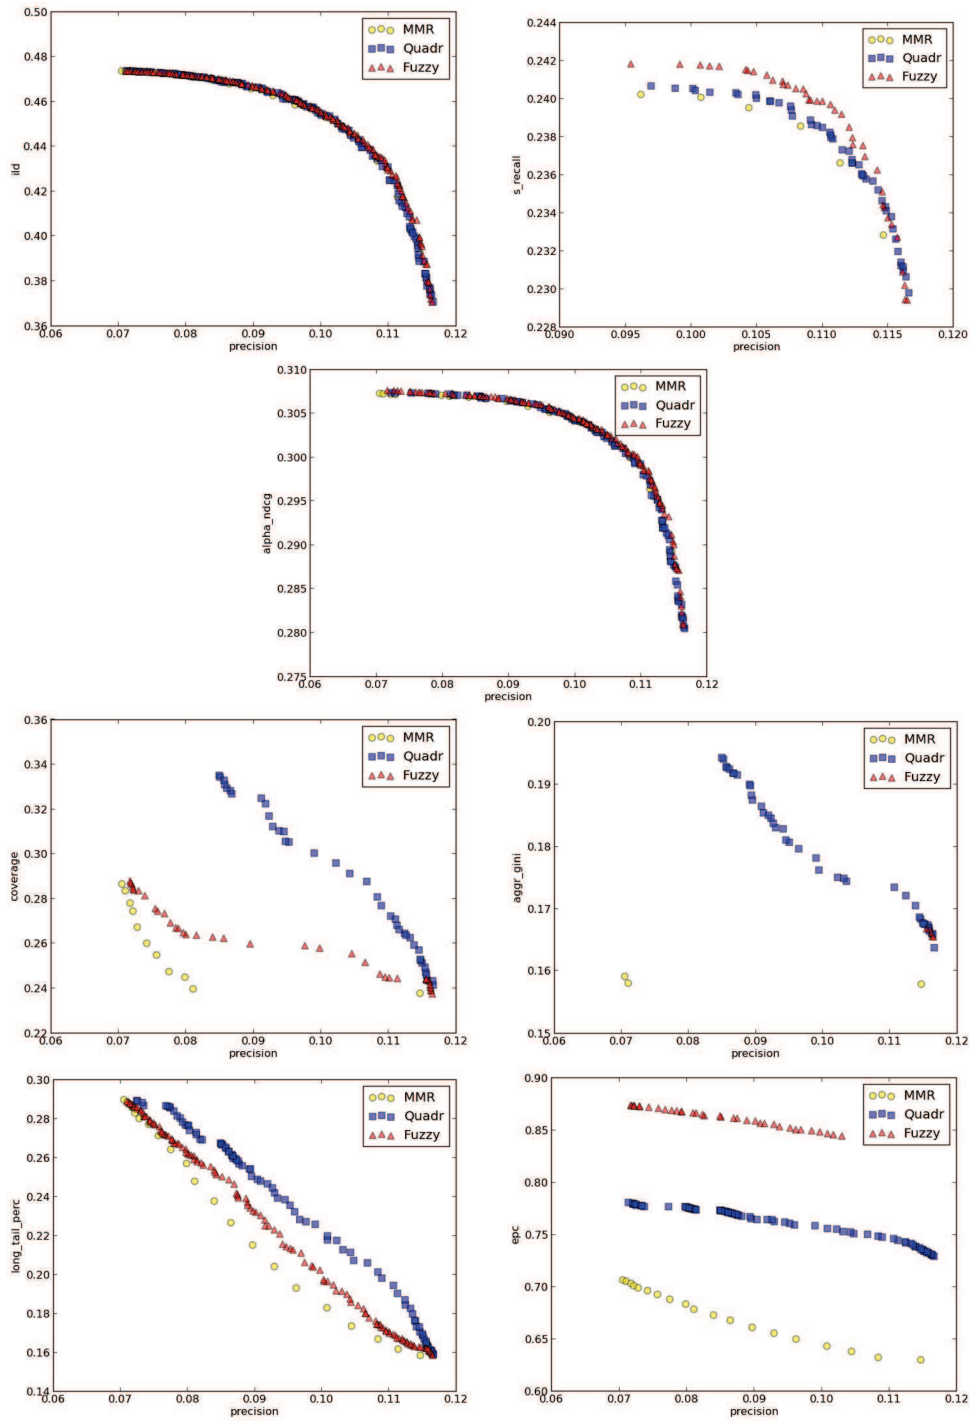 0.50
0.48
0.46
0.44
0.42
0.40
0.38
0.36
ild
0.06 0.07 0.08 0.09 0.10 0.11 0.12
precision
MMR
Quadr
Fuzzy
0.244
0.242
0.240
0.238
0.236
0.234
0.232
0.230
0.228
s_recall
0.090 0.095 0.100 0.105 0.110 0.115 0.120
precision
MMR
Quadr
Fuzzy
0.310
0.305
0.300
0.295
0.290
0.285
0.280
0.275
alpha_ndcg
0.06 0.07 0.08 0.09 0.10 0.11 0.12
precision
MMR
Quadr
Fuzzy
0.36
0.34
0.32
0.30
0.28
0.26
0.24
0.22
coverage
0.06 0.07 0.08 0.09 0.10 0.11 0.12
precision
MMR
Quadr
Fuzzy
0.20
0.19
0.18
0.17
0.16
0.15
aggr_gini
0.06 0.07 0.08 0.09 0.10 0.11 0.12
precision
MMR
Quadr
Fuzzy
0.30
0.28
0.26
0.24
0.22
0.20
0.18
0.16
0.14
long_tail_perc
0.06 0.07 0.08 0.09 0.10 0.11 0.12
precision
MMR
Quadr
Fuzzy
0.90
0.85
0.80
0.75
0.70
0.65
0.60
epc
0.06 0.07 0.08 0.09 0.10 0.11 0.12
precision
MMR
Quadr
Fuzzy